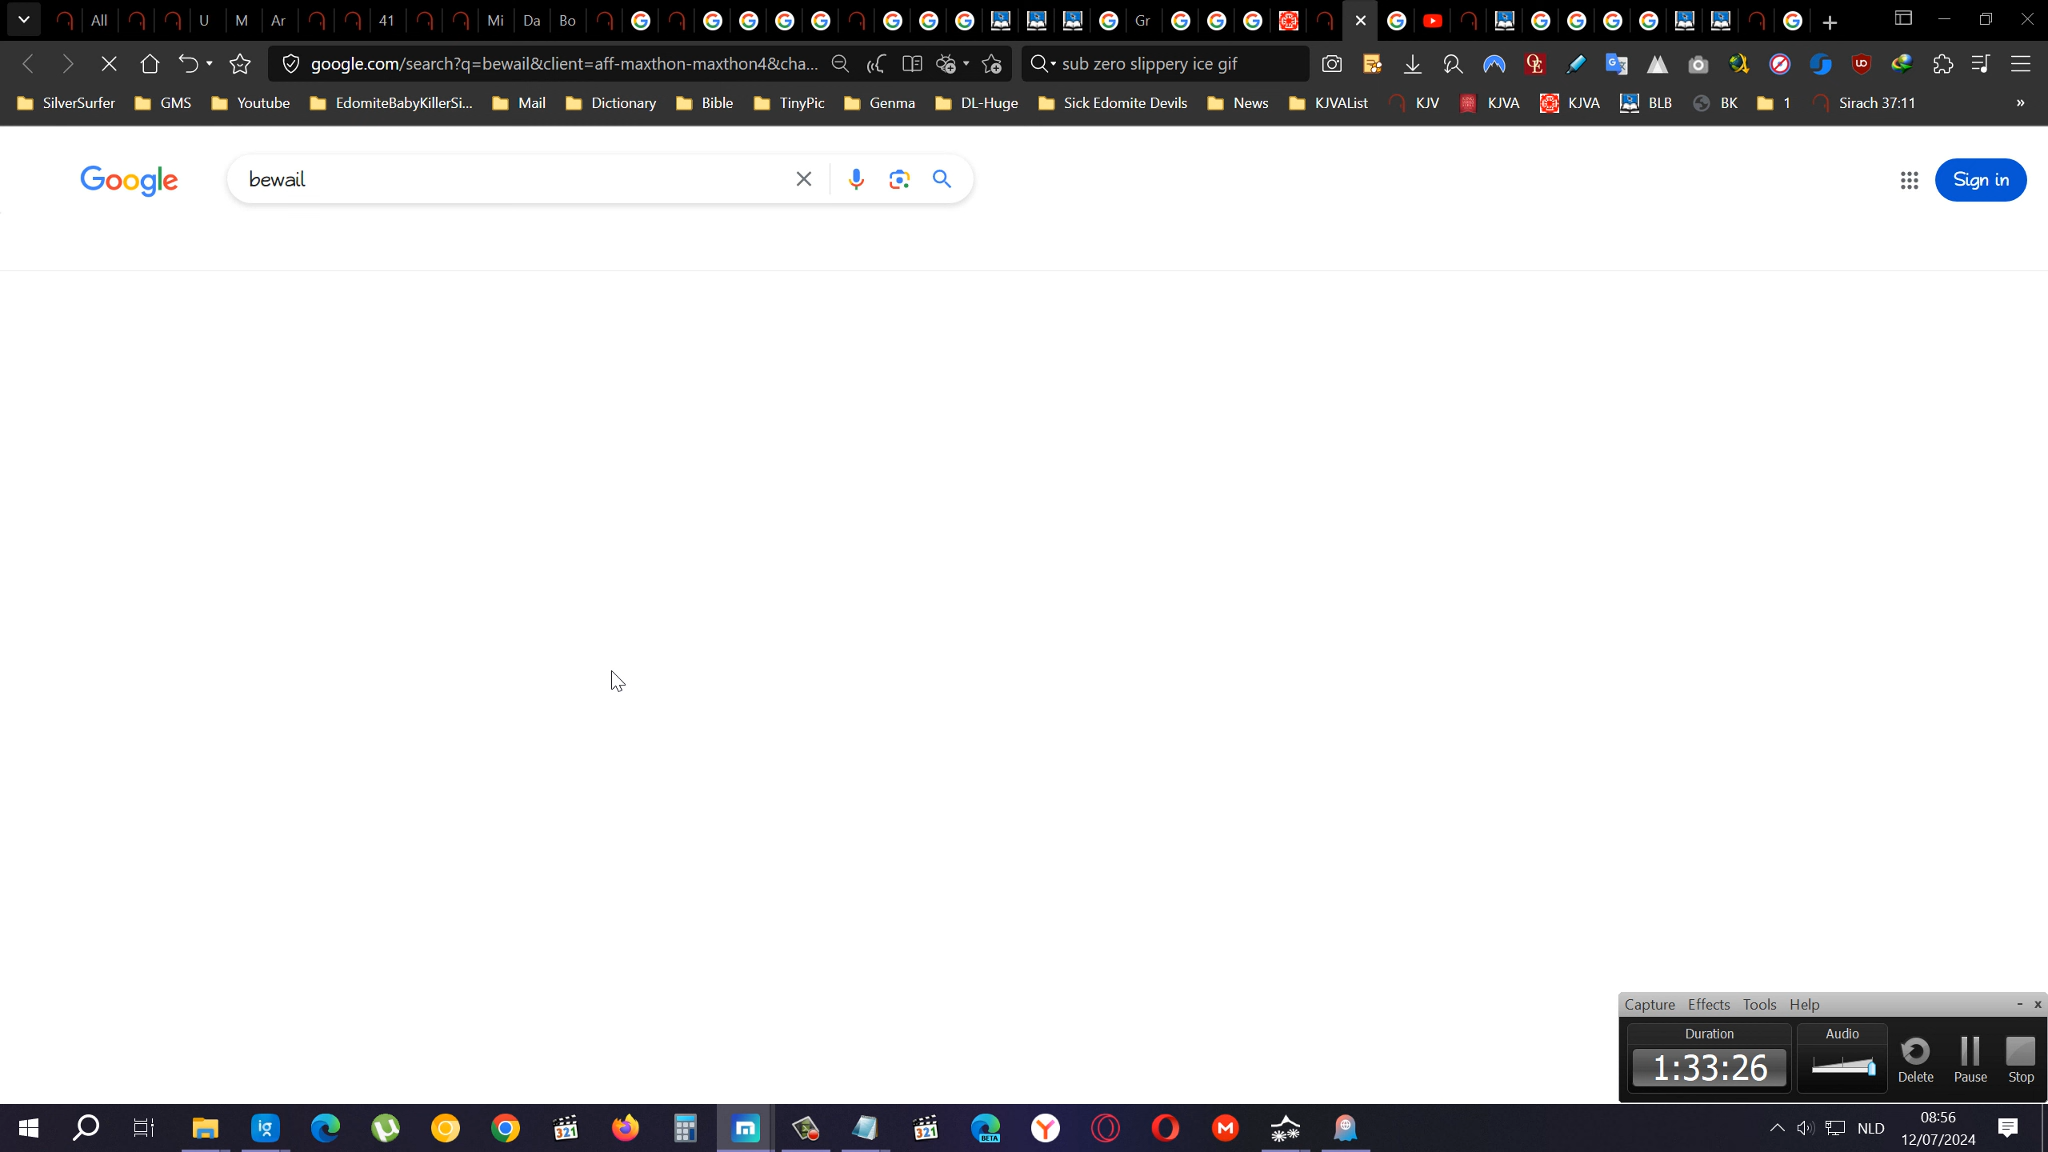 All U M Ar 41 Mi Da Bo Gr
google.com/search?q=bewail&client=aff-maxthon-maxthon4&cha...
sub zero slippery ice gif
SilverSurfer GMS Youtube EdomiteBabyKillerSi... Mail Dictionary Bible TinyPic Genma DL-Huge Sick Edomite Devils News KJVAList KJV KJVA KJVA BLB BK 1 Sirach 37:11 »
Google
bewail
Sign in
Capture Effects Tools Help
Duration Audio
1:33:26
Delete Pause Stop
NLD
08:56
12/07/2024